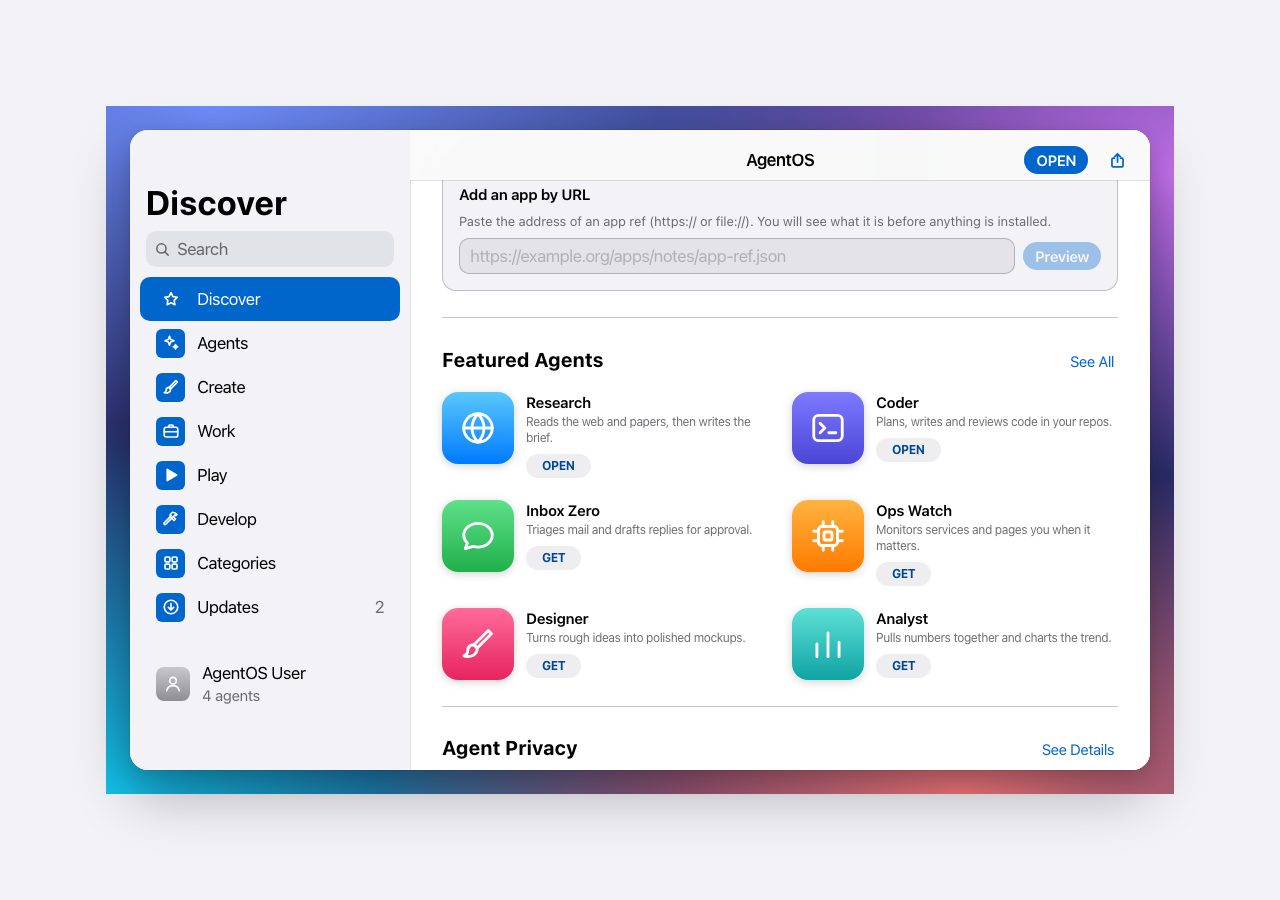 Discover
Search
Discover
Agents
Create
Work
Play
Develop
Categories
Updates 2
AgentOS User
4 agents
AgentOS
OPEN
Add an app by URL
Paste the address of an app ref (https:// or file://). You will see what it is before anything is installed.
https://example.org/apps/notes/app-ref.json
Preview
Featured Agents
See All
Research
Reads the web and papers, then writes the
brief.
OPEN
Coder
Plans, writes and reviews code in your repos.
OPEN
Inbox Zero
Triages mail and drafts replies for approval.
GET
Ops Watch
Monitors services and pages you when it
matters.
GET
Designer
Turns rough ideas into polished mockups.
GET
Analyst
Pulls numbers together and charts the trend.
GET
Agent Privacy
See Details